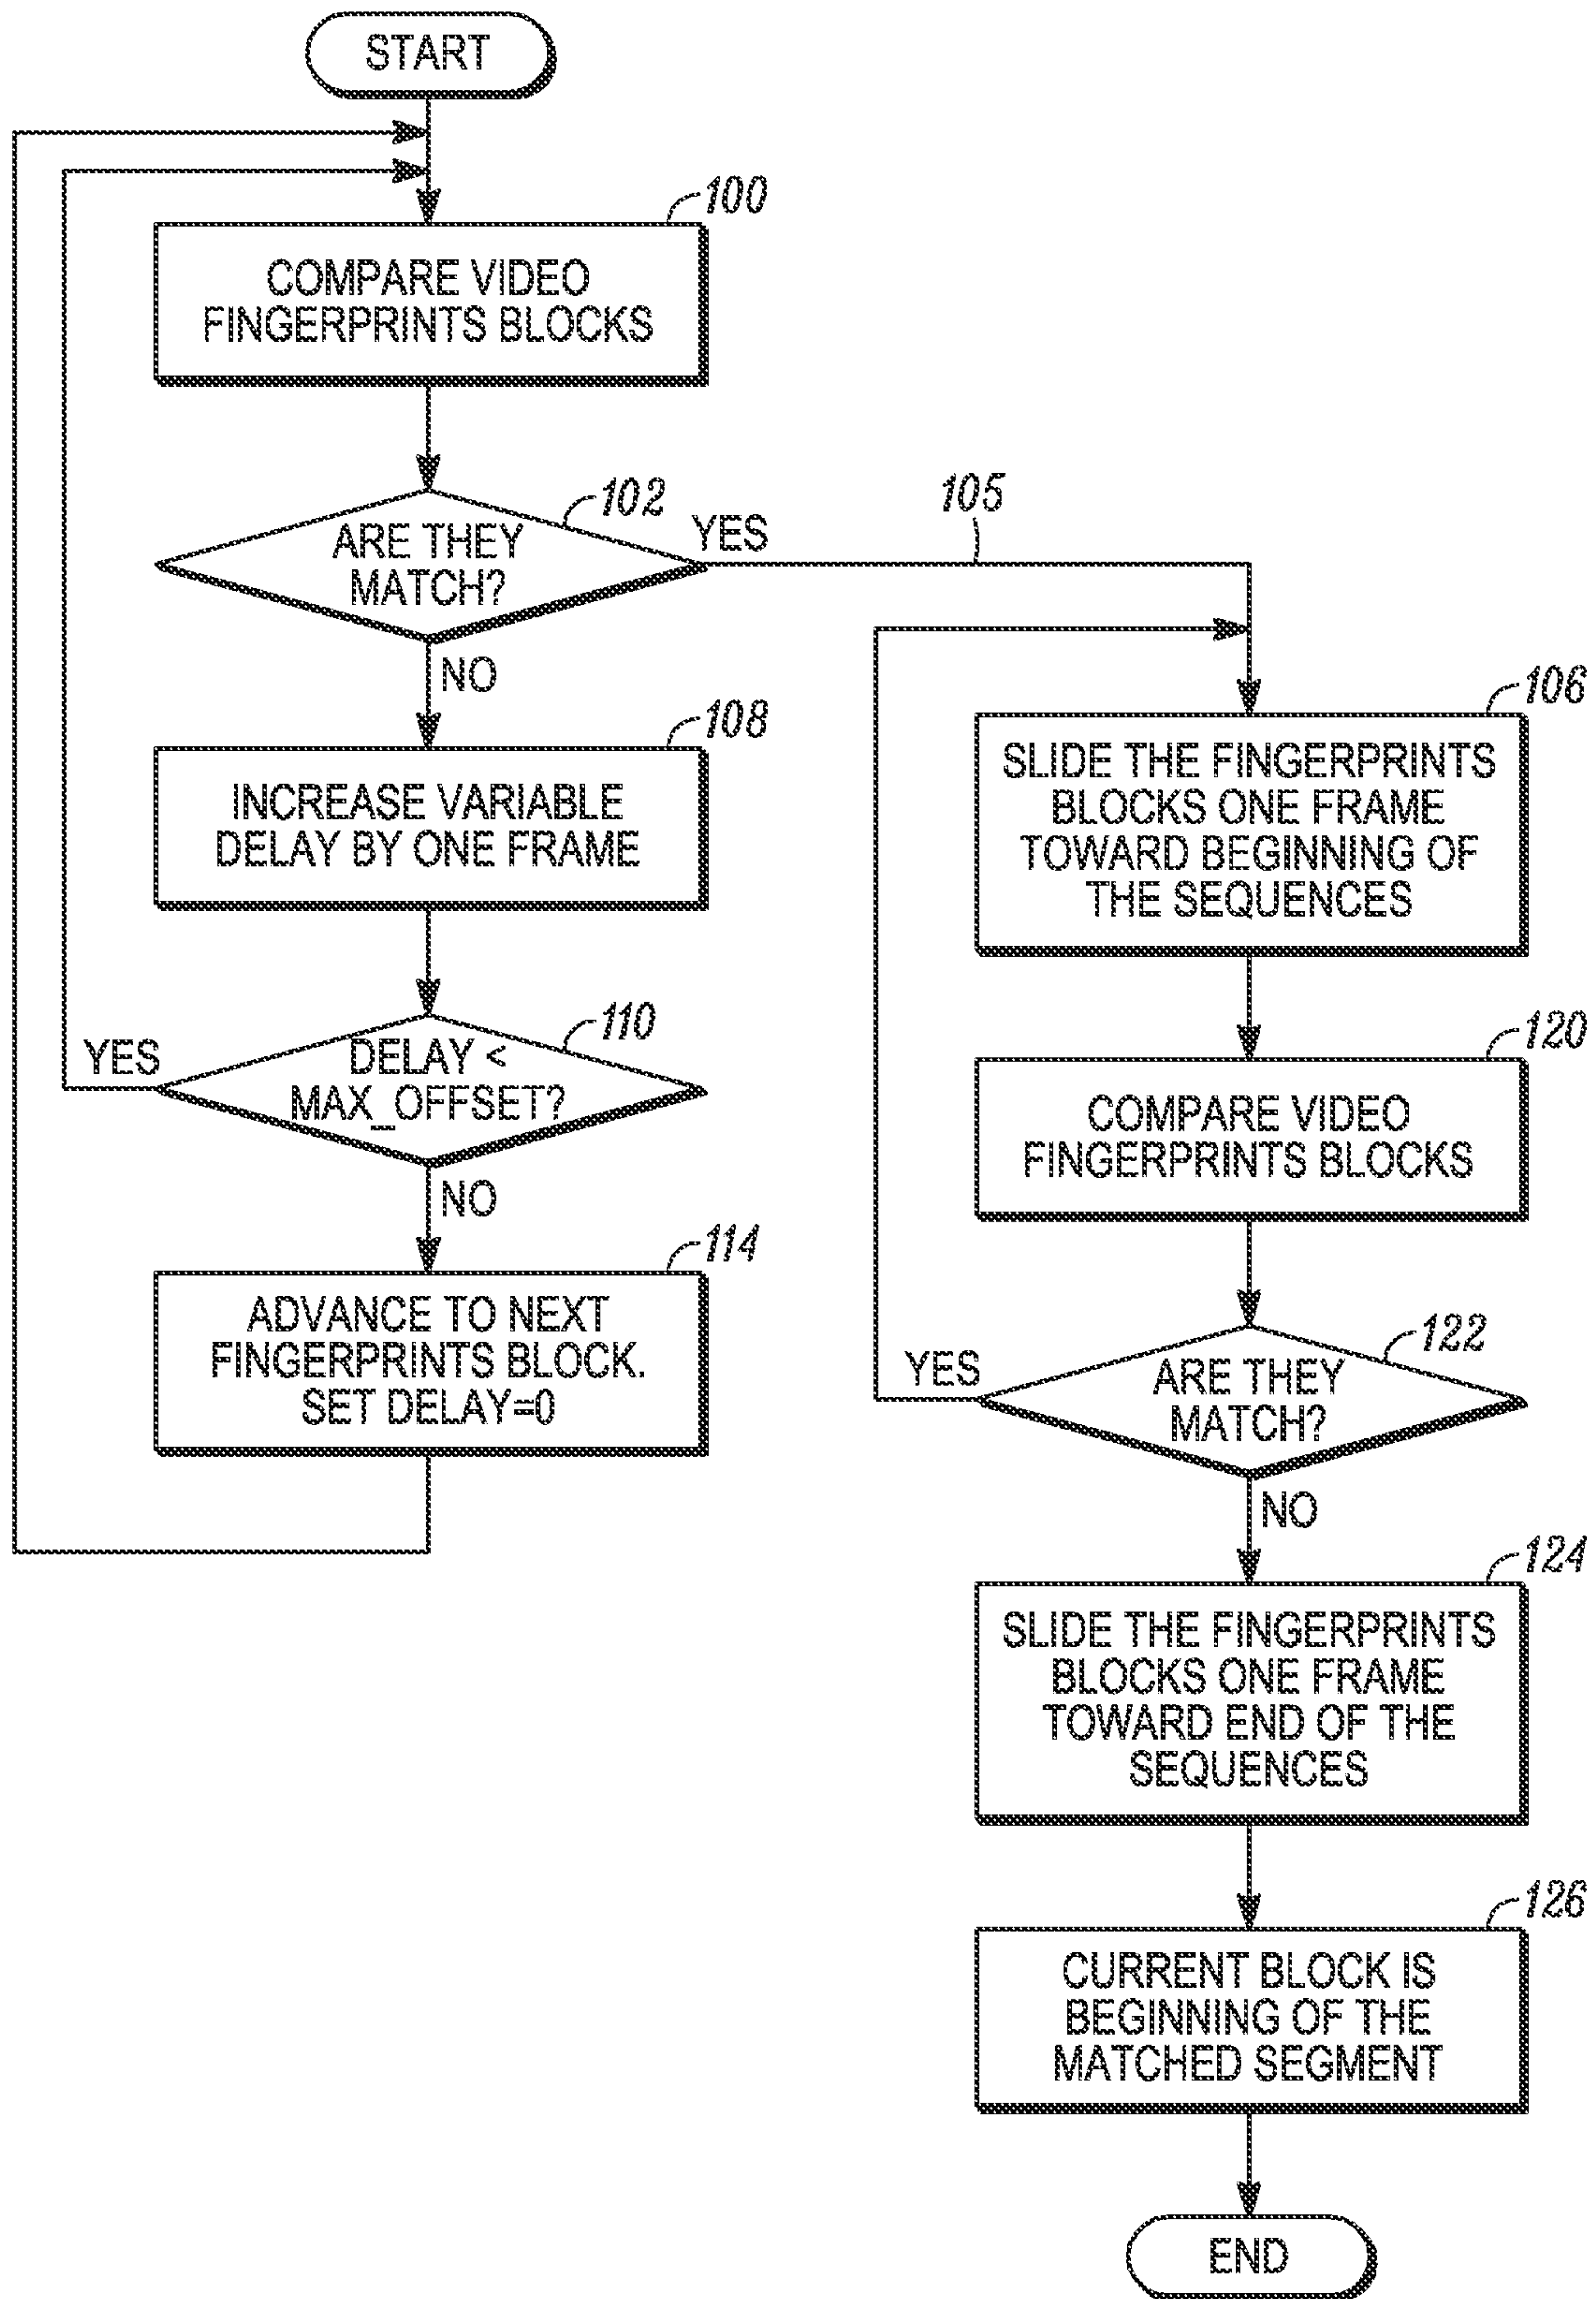 START
100
COMPARE VIDEO
FINGERPRINTS BLOCKS
102
ARE THEY
MATCH?
YES
105
NO
108
INCREASE VARIABLE
DELAY BY ONE FRAME
110
DELAY <
MAX_OFFSET?
YES
NO
114
ADVANCE TO NEXT
FINGERPRINTS BLOCK.
SET DELAY=0
106
SLIDE THE FINGERPRINTS
BLOCKS ONE FRAME
TOWARD BEGINNING OF
THE SEQUENCES
120
COMPARE VIDEO
FINGERPRINTS BLOCKS
122
ARE THEY
MATCH?
YES
NO
124
SLIDE THE FINGERPRINTS
BLOCKS ONE FRAME
TOWARD END OF THE
SEQUENCES
126
CURRENT BLOCK IS
BEGINNING OF THE
MATCHED SEGMENT
END